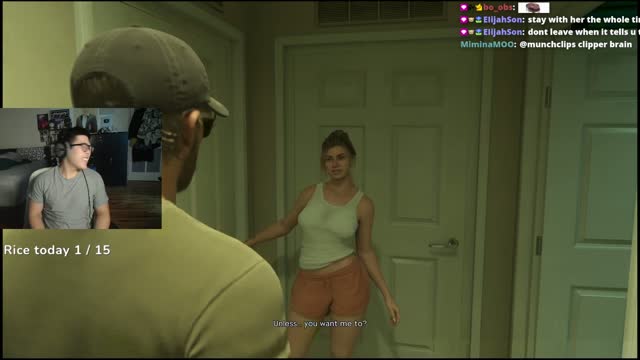 bo_obs:
ElijahSon: stay with her the whole tim
ElijahSon: dont leave when it tells u t
MiminaMOO: @munchclips clipper brain
Rice today 1 / 15
Unless.. you want me to?